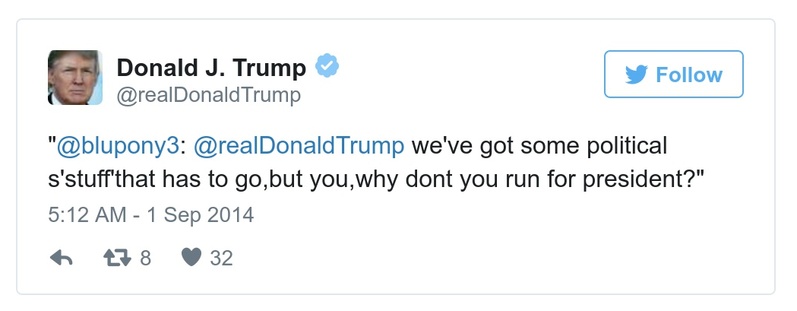 Donald J. Trump
@realDonaldTrump
Follow
"@blupony3: @realDonaldTrump we've got some political
s'stuff'that has to go,but you,why dont you run for president?"
5:12 AM - 1 Sep 2014
8 32